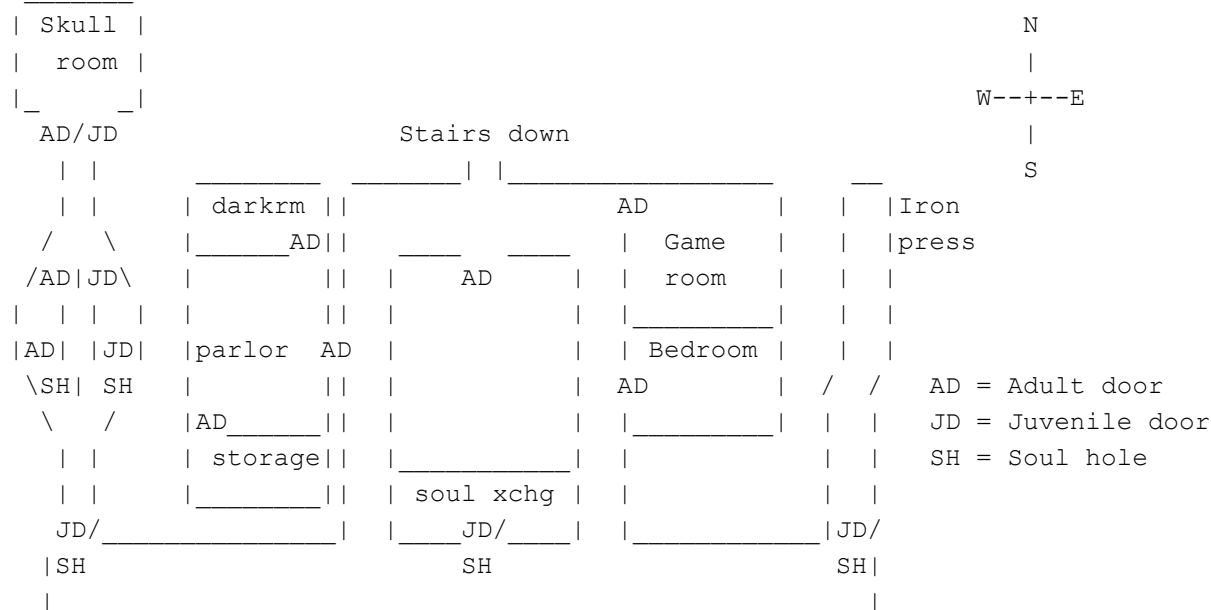 Skull N
room
W--+--E
AD/JD Stairs down
S
darkrm AD Iron
AD Game press
AD JD AD room
AD JD parlor AD Bedroom
SH SH AD AD = Adult door
AD JD = Juvenile door
storage SH = Soul hole
soul xchg
JD/ JD/ JD/
SH SH SH